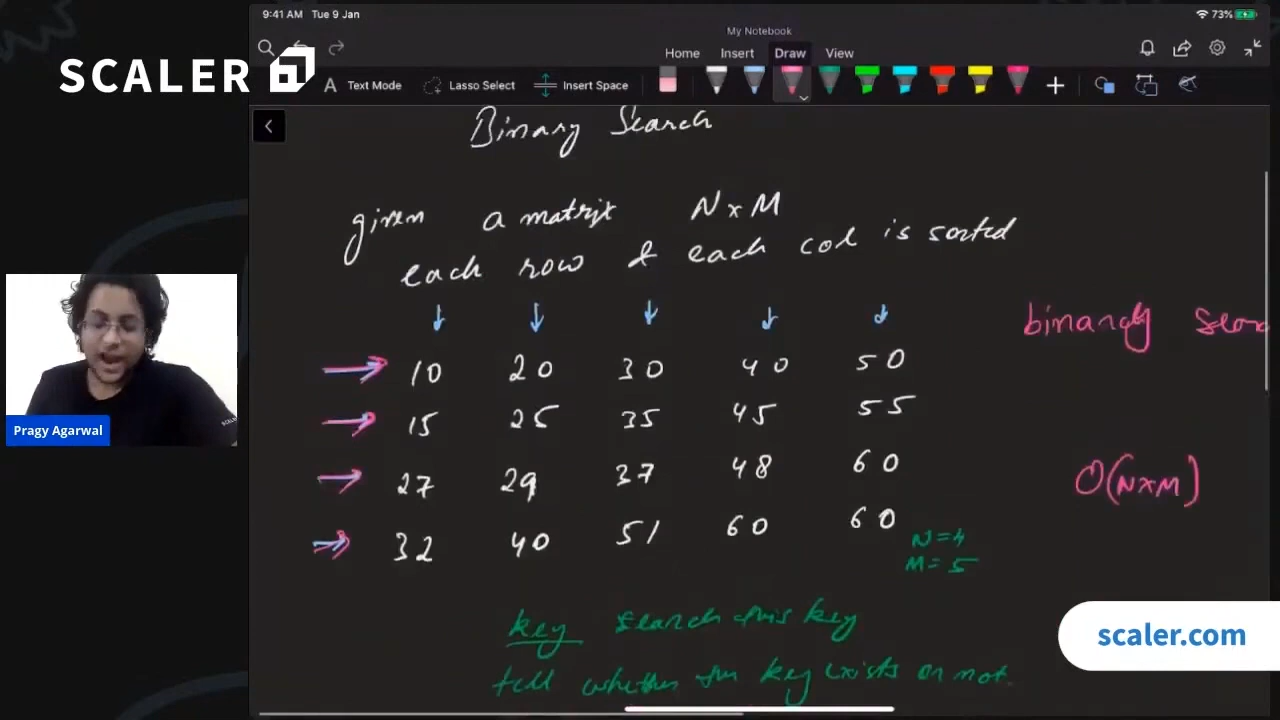 9:41 AM Tue 9 Jan
73%
My Notebook
SCALER
Home Insert Draw View
Text Mode Lasso Select Insert Space
Binary Search
given a matrix N x M
each row & each col is sorted
binary
10 20 30 40 50
15 25 35 45 55
27 29 37 48 60
32 40 51 60 60
O(N×M)
N=4
M=5
Pragy Agarwal
key search this key
tell whether the key exists or not.
scaler.com